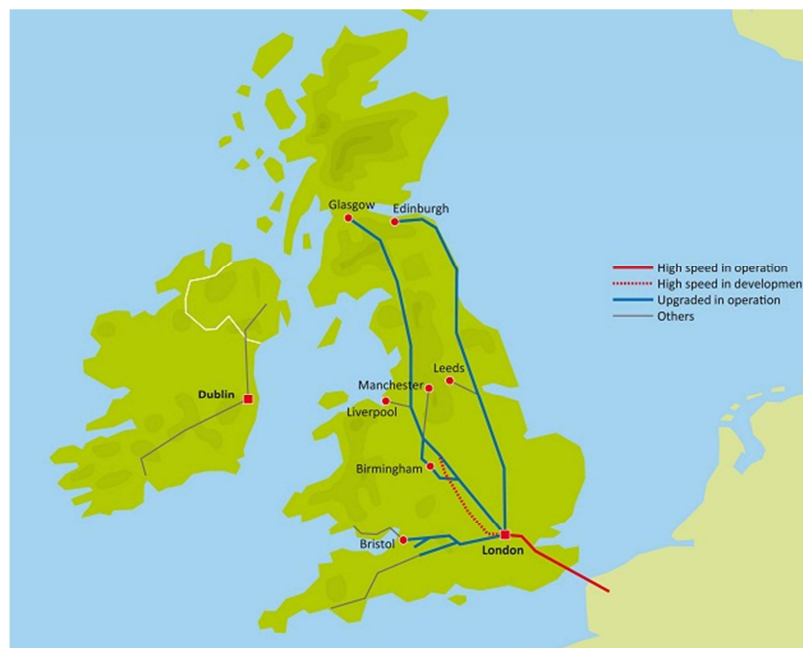 Glasgow
Edinburgh
High speed in operation
High speed in developmen
Upgraded in operation
Others
Leeds
Manchester
Dublin
Liverpool
Birmingham
Bristol
London